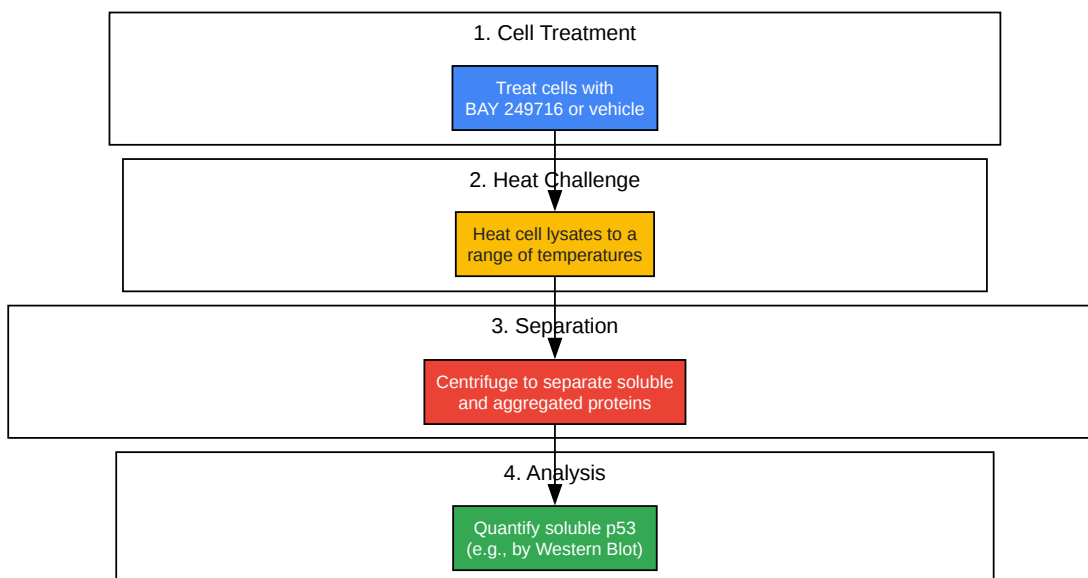 1. Cell Treatment
Treat cells with
BAY 249716 or vehicle
2. Heat Challenge
Heat cell lysates to a
range of temperatures
3. Separation
Centrifuge to separate soluble
and aggregated proteins
4. Analysis
Quantify soluble p53
(e.g., by Western Blot)